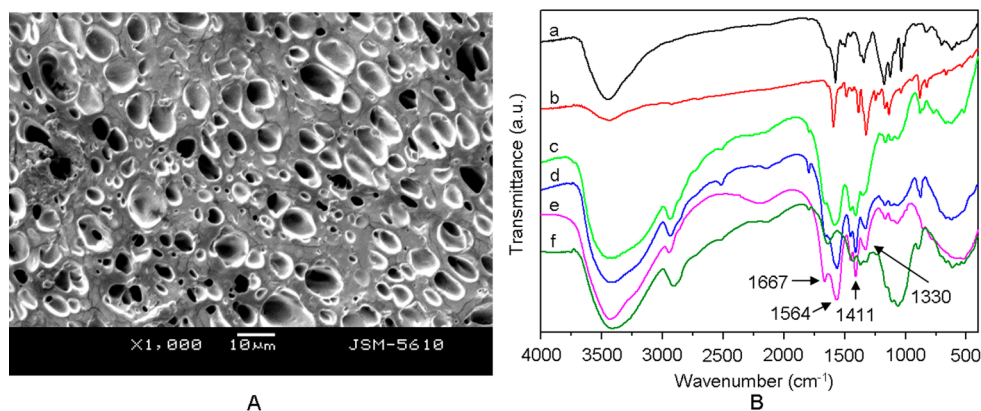 X1,000 10μm JSM-5610
A
B
Transmittance (a.u.)
a
b
c
d
e
f
1667
1564
1411
1330
4000 3500 3000 2500 2000 1500 1000 500
Wavenumber (cm⁻¹)